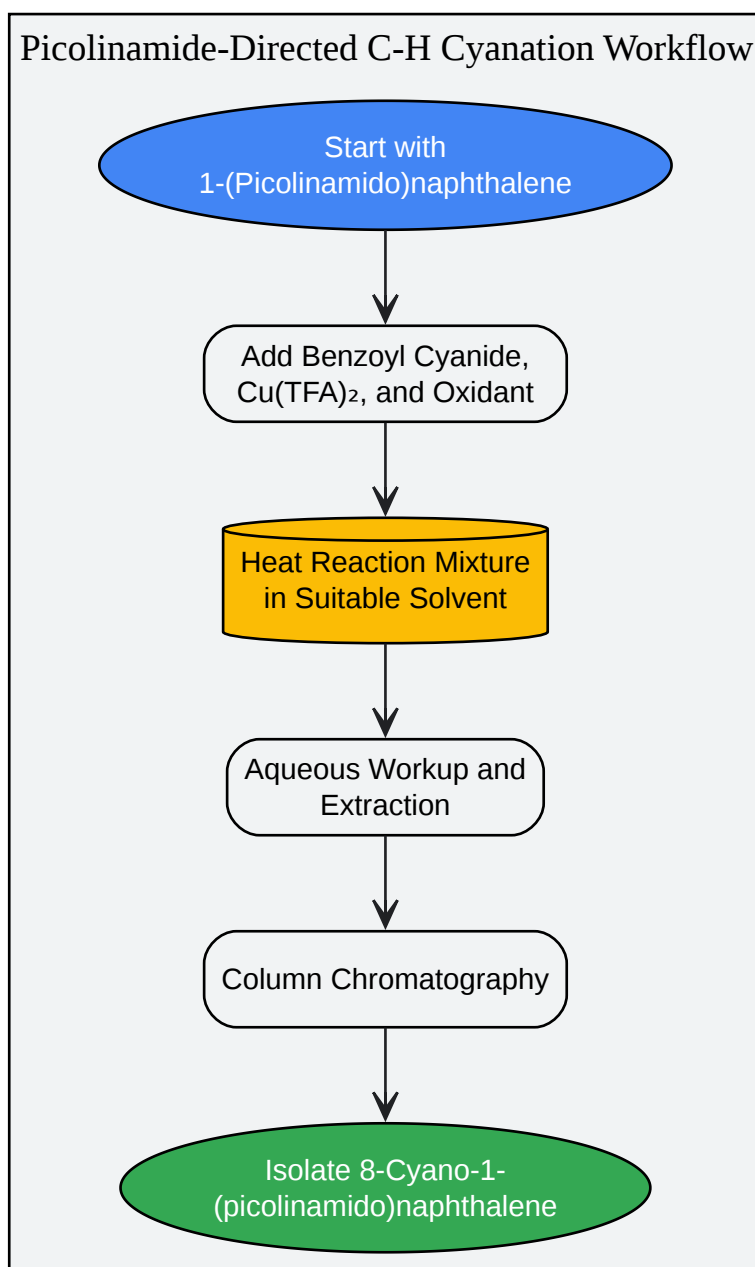 Picolinamide-Directed C-H Cyanation Workflow
Start with
1-(Picolinamido)naphthalene
Add Benzoyl Cyanide,
Cu(TFA)₂, and Oxidant
Heat Reaction Mixture
in Suitable Solvent
Aqueous Workup and
Extraction
Column Chromatography
Isolate 8-Cyano-1-
(picolinamido)naphthalene